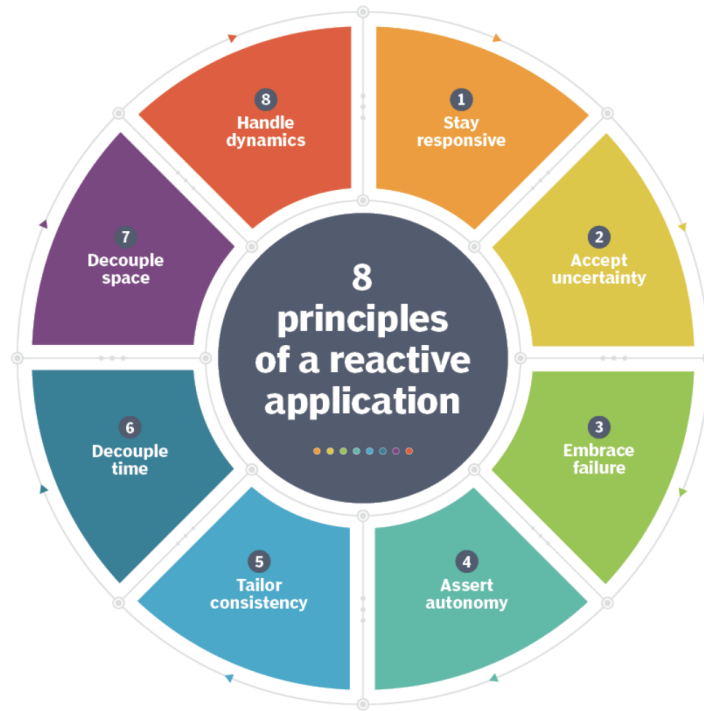 8
principles
of a reactive
application
1
Stay
responsive
2
Accept
uncertainty
3
Embrace
failure
4
Assert
autonomy
5
Tailor
consistency
6
Decouple
time
7
Decouple
space
8
Handle
dynamics